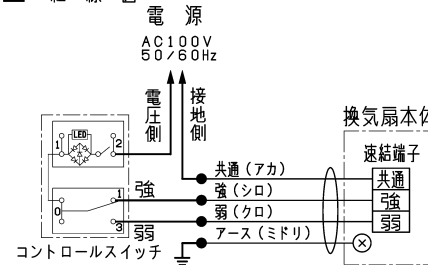 電 源
AC100V
50/60Hz
電圧側
接地側
換気扇本体
速結端子
LED
1
2
共通(アカ)
共通
強
1
強(シロ)
強
0
弱(クロ)
弱
3
弱
アース(ミドリ)
コントロールスイッチ